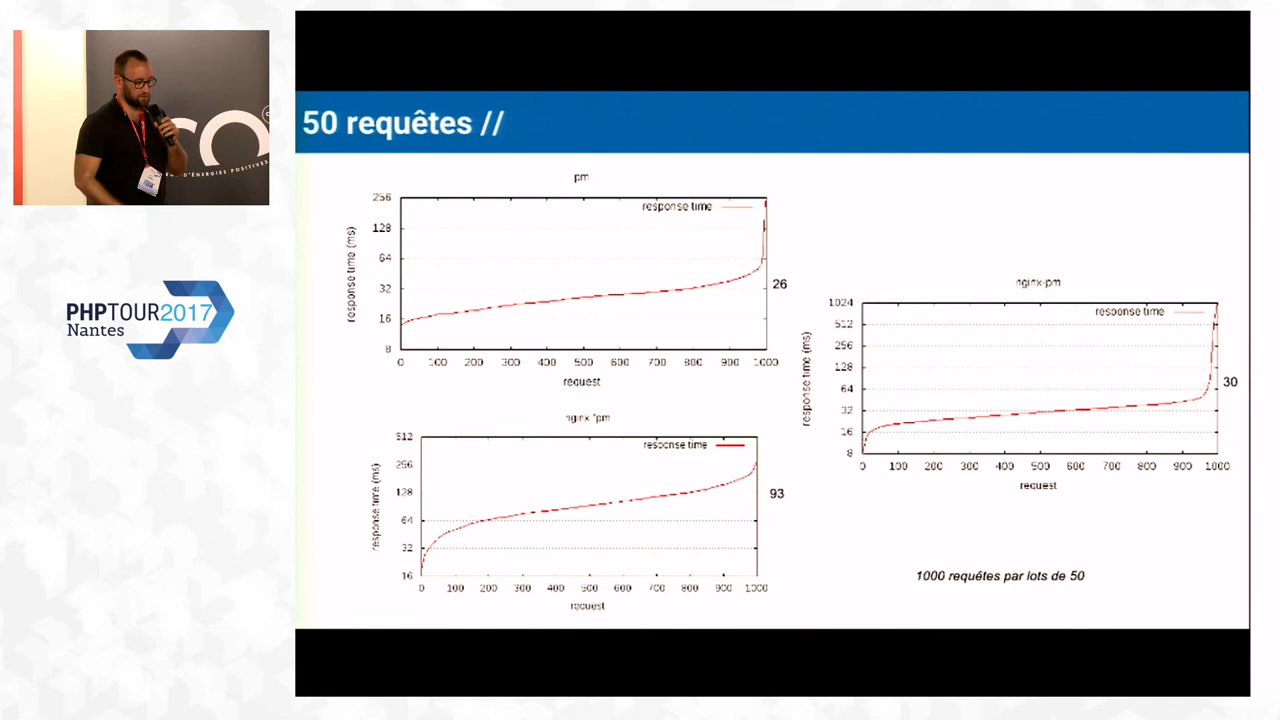 50 requêtes //
pm
256
128
64
32
16
8
response time (ms)
response time
0 100 200 300 400 500 600 700 800 900 1000
request
26
nginx-fpm
512
256
128
64
32
16
response time (ms)
response time
0 100 200 300 400 500 600 700 800 900 1000
request
93
nginx-pm
1024
512
256
128
64
32
16
8
response time (ms)
response time
0 100 200 300 400 500 600 700 800 900 1000
request
30
1000 requêtes par lots de 50
PHPTOUR2017
Nantes
D'ÉNERGIES POSITIVES